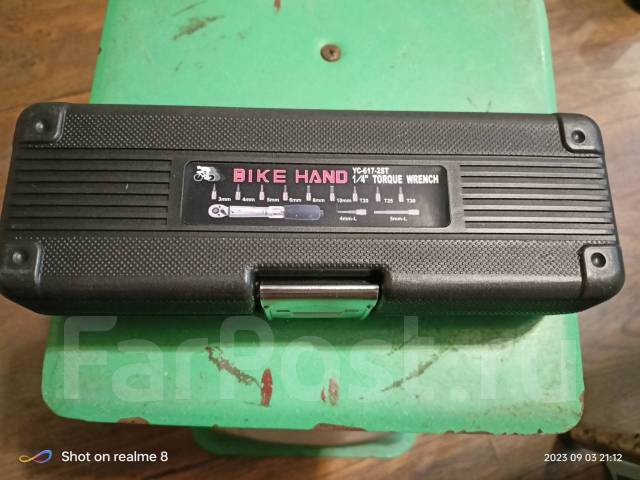 BIKE HAND
YC-617-2ST
1/4" TORQUE WRENCH
3mm 4mm 5mm 6mm 8mm 10mm T20 T25 T30
4mm-L 5mm-L
FarPost.ru
Shot on realme 8
2023 09 03 21:12